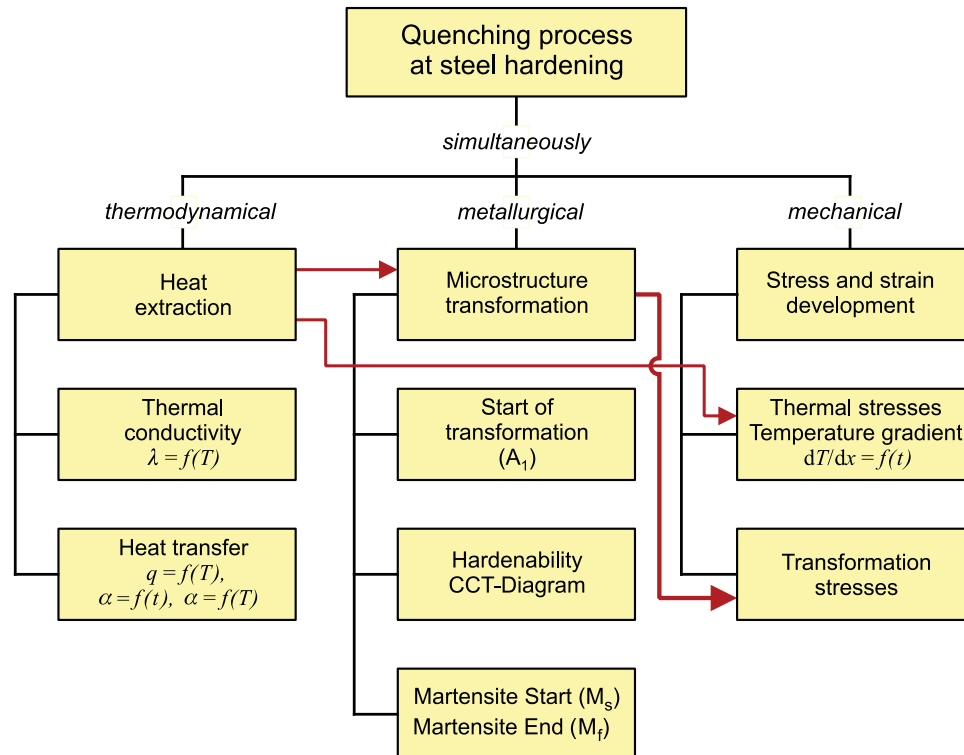 Quenching process
at steel hardening
simultaneously
thermodynamical
metallurgical
mechanical
Heat
extraction
Microstructure
transformation
Stress and strain
development
Thermal
conductivity
λ = f(T)
Start of
transformation
(A₁)
Thermal stresses
Temperature gradient
dT/dx = f(t)
Heat transfer
q = f(T),
α = f(t), α = f(T)
Hardenability
CCT-Diagram
Transformation
stresses
Martensite Start (Mₛ)
Martensite End (M_f)